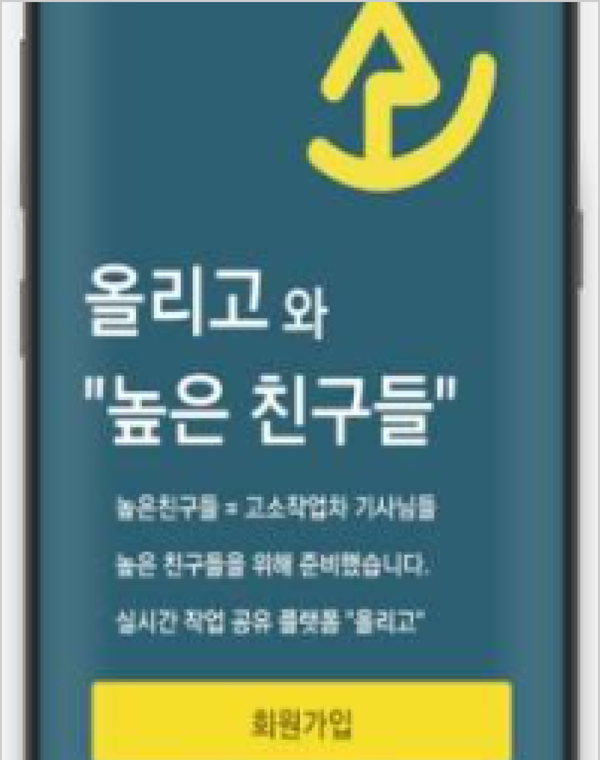 올리고 와
"높은 친구들"
높은친구들 = 고소작업차 기사님들
높은 친구들을 위해 준비했습니다.
실시간 작업 공유 플랫폼 "올리고"
회원가입